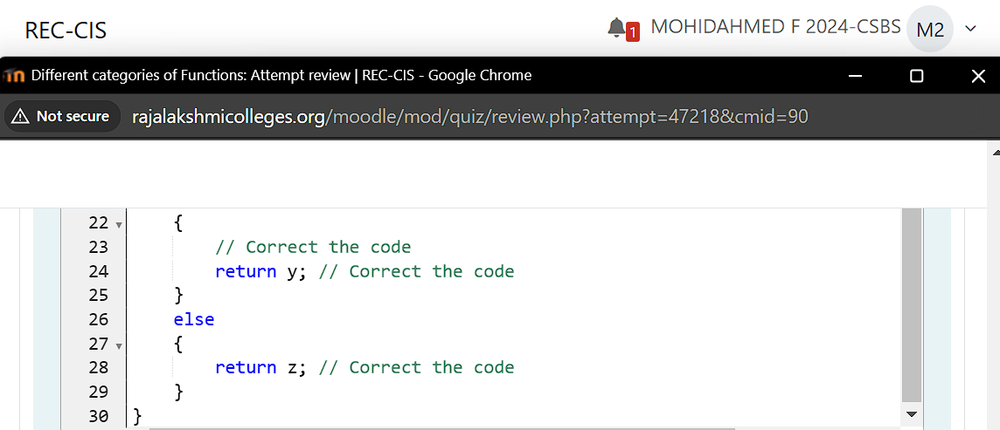 REC-CIS
1 MOHIDAHMED F 2024-CSBS M2
Different categories of Functions: Attempt review | REC-CIS - Google Chrome
Not secure rajalakshmicolleges.org/moodle/mod/quiz/review.php?attempt=47218&cmid=90
22 {
23 // Correct the code
24 return y; // Correct the code
25 }
26 else
27 {
28 return z; // Correct the code
29 }
30 }